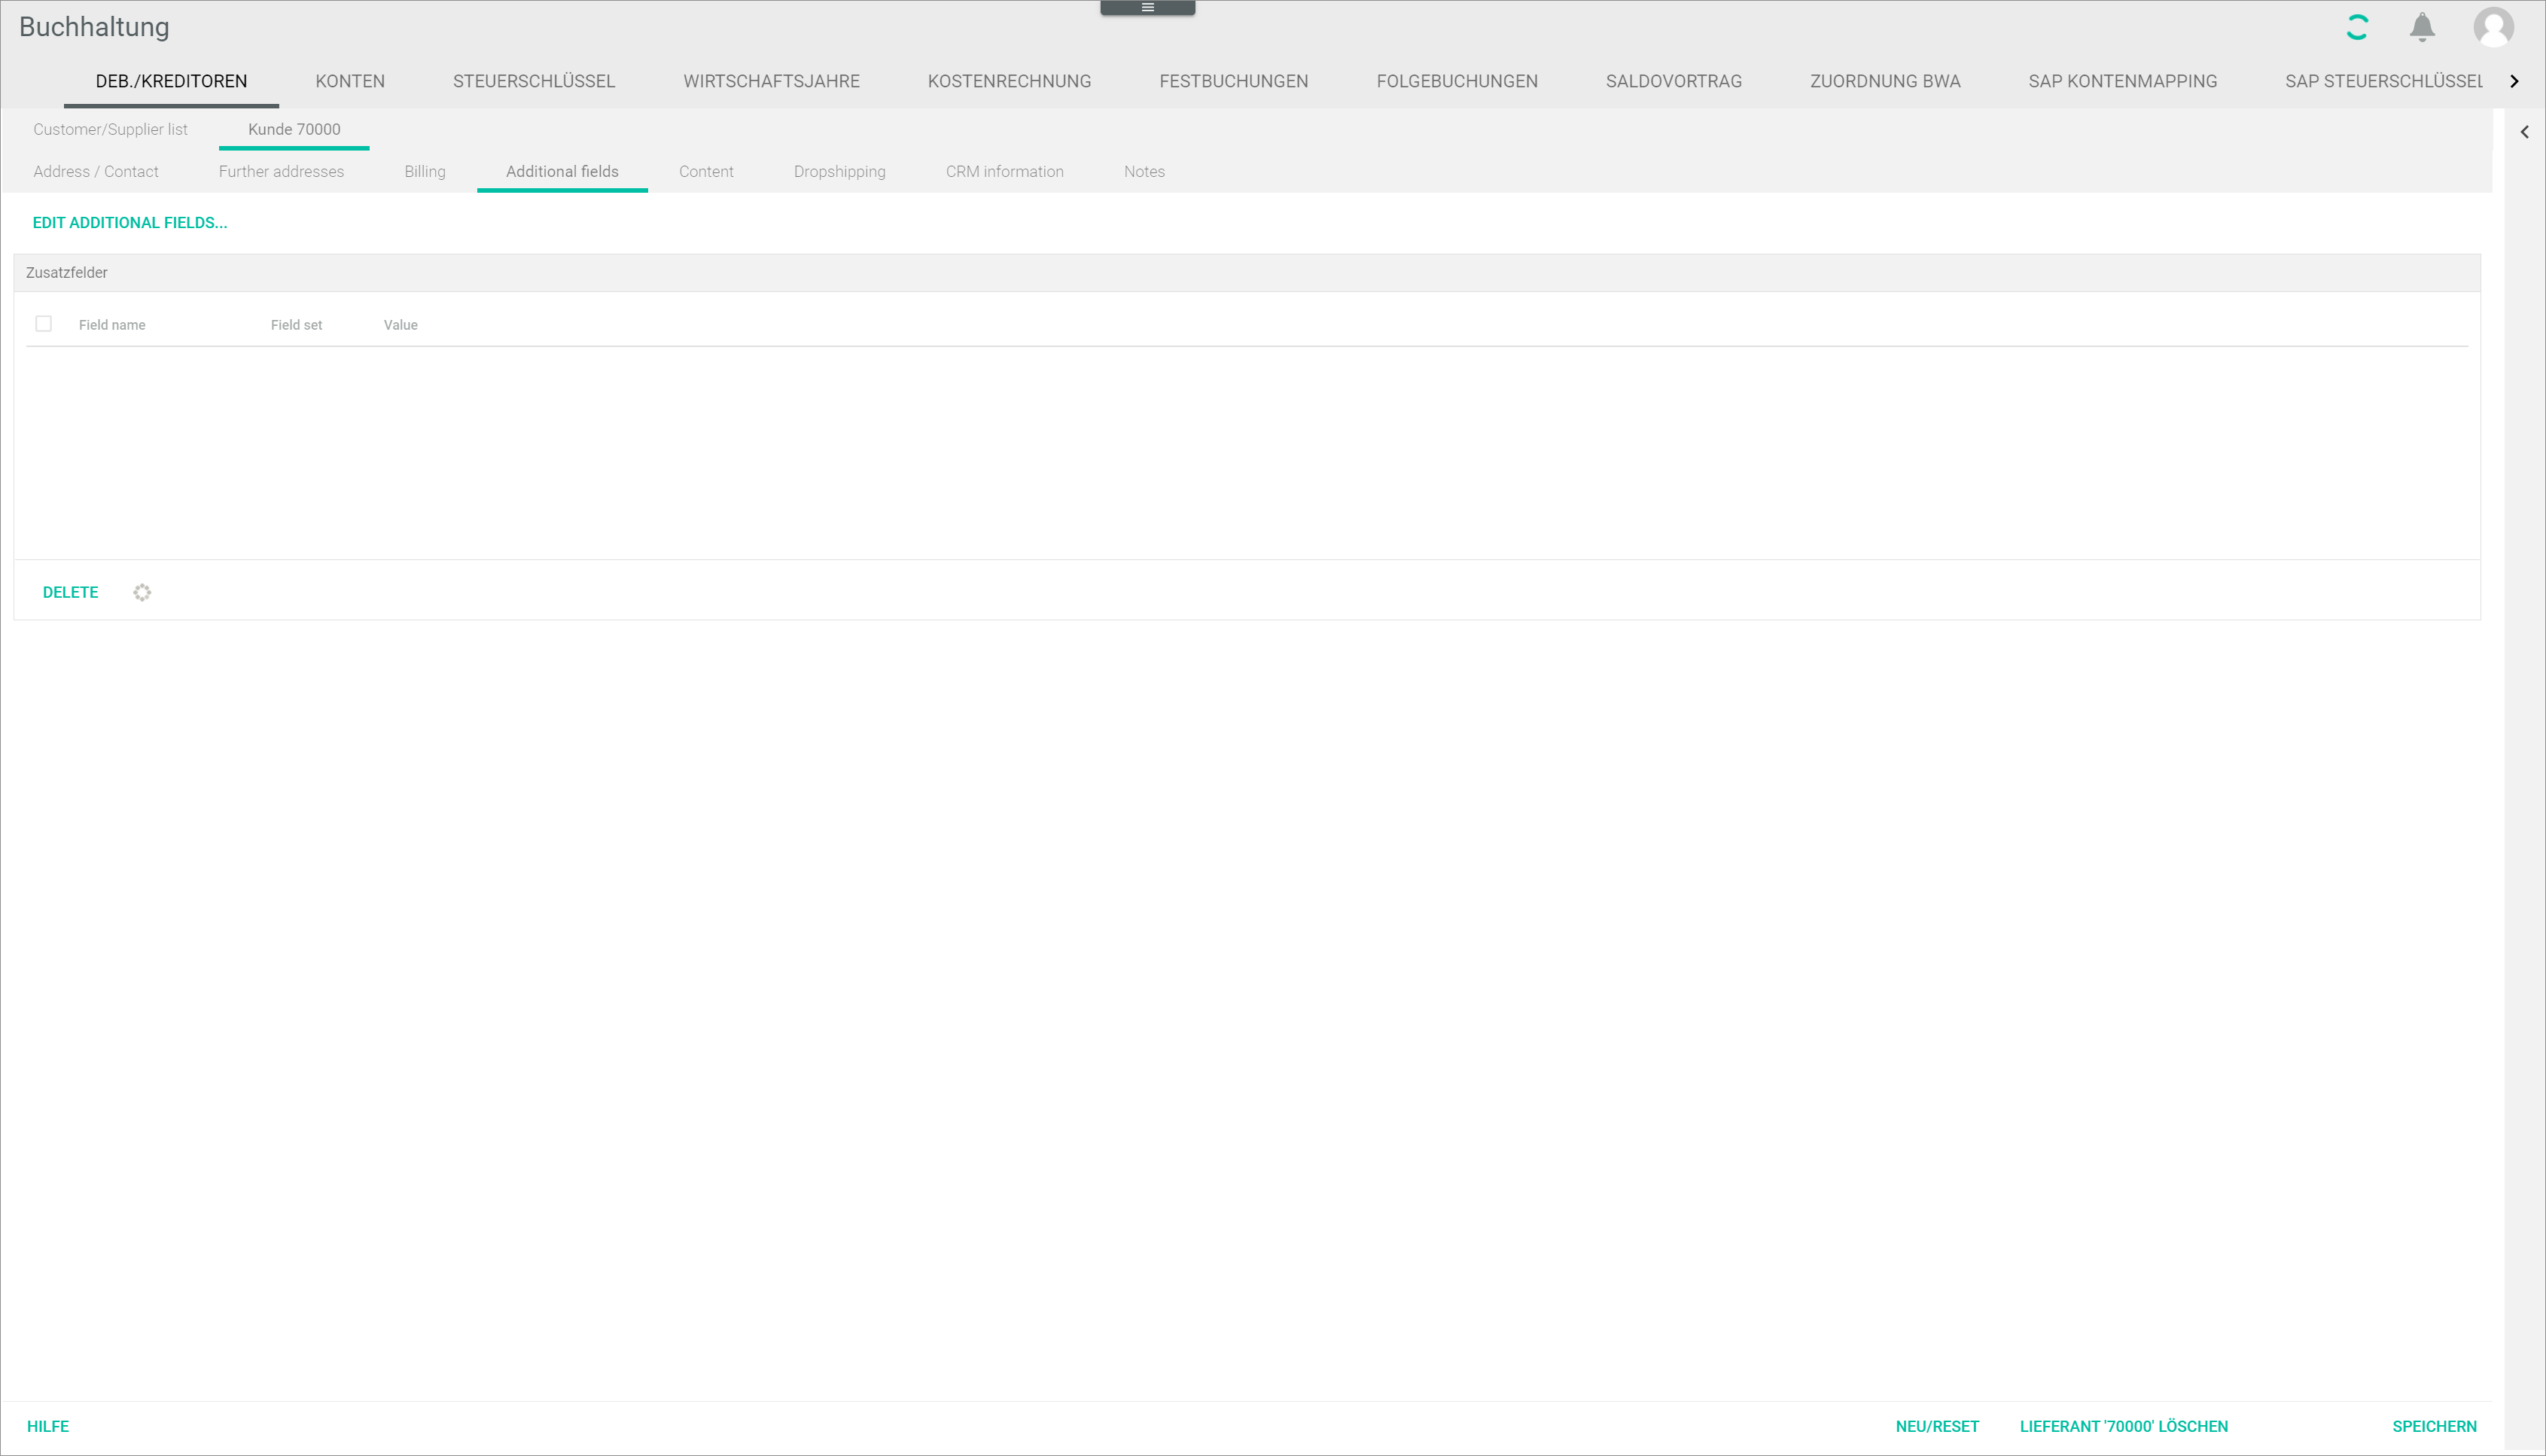 Buchhaltung
DEB./KREDITOREN KONTEN STEUERSCHLÜSSEL WIRTSCHAFTSJAHRE KOSTENRECHNUNG FESTBUCHUNGEN FOLGEBUCHUNGEN SALDOVORTRAG ZUORDNUNG BWA SAP KONTENMAPPING SAP STEUERSCHLÜSSEL
Customer/Supplier list Kunde 70000
Address / Contact Further addresses Billing Additional fields Content Dropshipping CRM information Notes
EDIT ADDITIONAL FIELDS...
Zusatzfelder
Field name Field set Value
DELETE
HILFE NEU/RESET LIEFERANT '70000' LÖSCHEN SPEICHERN